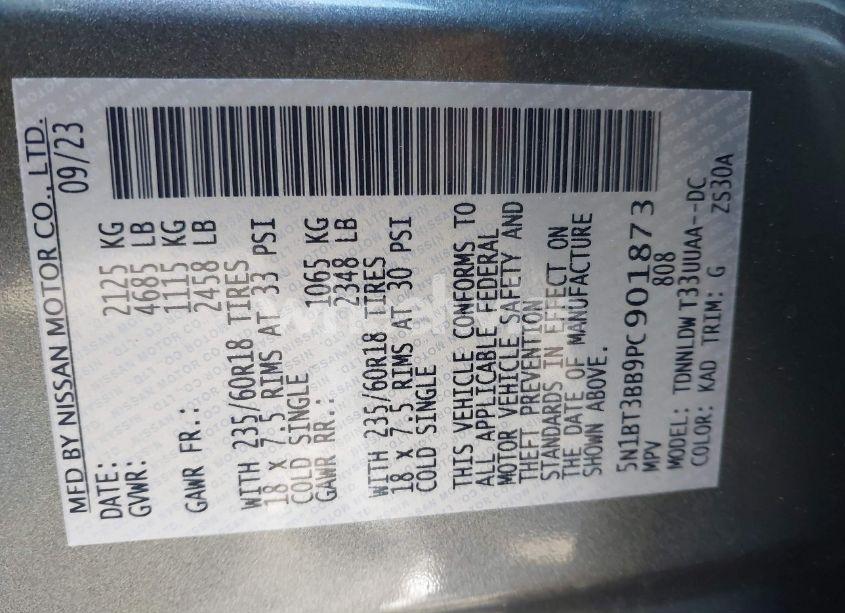 MFD BY NISSAN MOTOR CO., LTD.
DATE: 09/23
GVWR: 2125 KG
4685 LB
GAWR FR.: 1115 KG
2458 LB
WITH 235/60R18 TIRES
18 X 7.5 RIMS AT 33 PSI
COLD SINGLE
GAWR RR.: 1065 KG
2348 LB
WITH 235/60R18 TIRES
18 X 7.5 RIMS AT 30 PSI
COLD SINGLE
THIS VEHICLE CONFORMS TO
ALL APPLICABLE FEDERAL
MOTOR VEHICLE SAFETY AND
THEFT PREVENTION
STANDARDS IN EFFECT ON
THE DATE OF MANUFACTURE
SHOWN ABOVE.
5N1BT3BB9PC901873
MPV 808
MODEL: TDNNLDWT33UUAA--DC
COLOR: KAD TRIM: G ZS30A